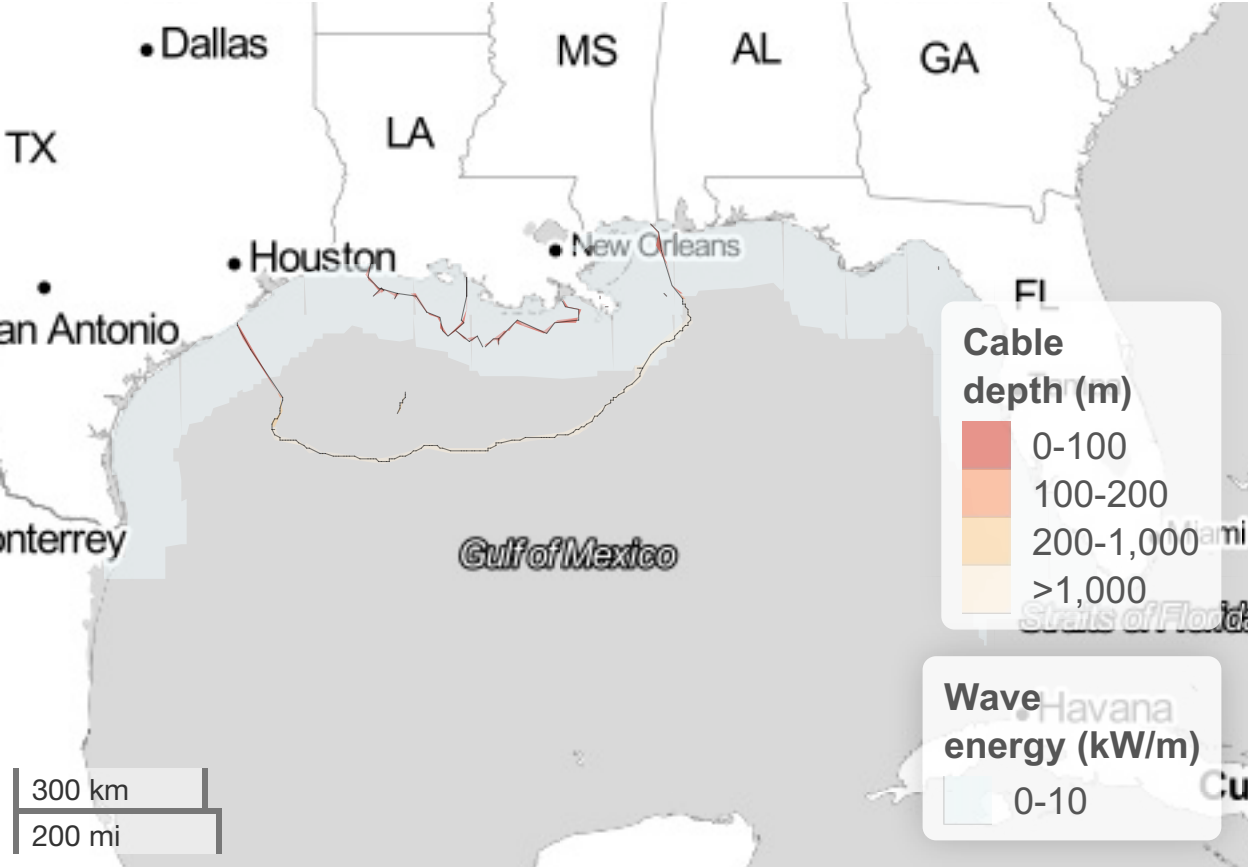 Dallas
MS
AL
GA
TX
LA
New Orleans
Houston
an Antonio
FL
Cable
depth (m)
0-100
100-200
200-1,000
>1,000
Tampa
onterrey
Miami
Gulf of Mexico
Straits of Florida
Wave
energy (kW/m)
0-10
Havana
Cu
300 km
200 mi